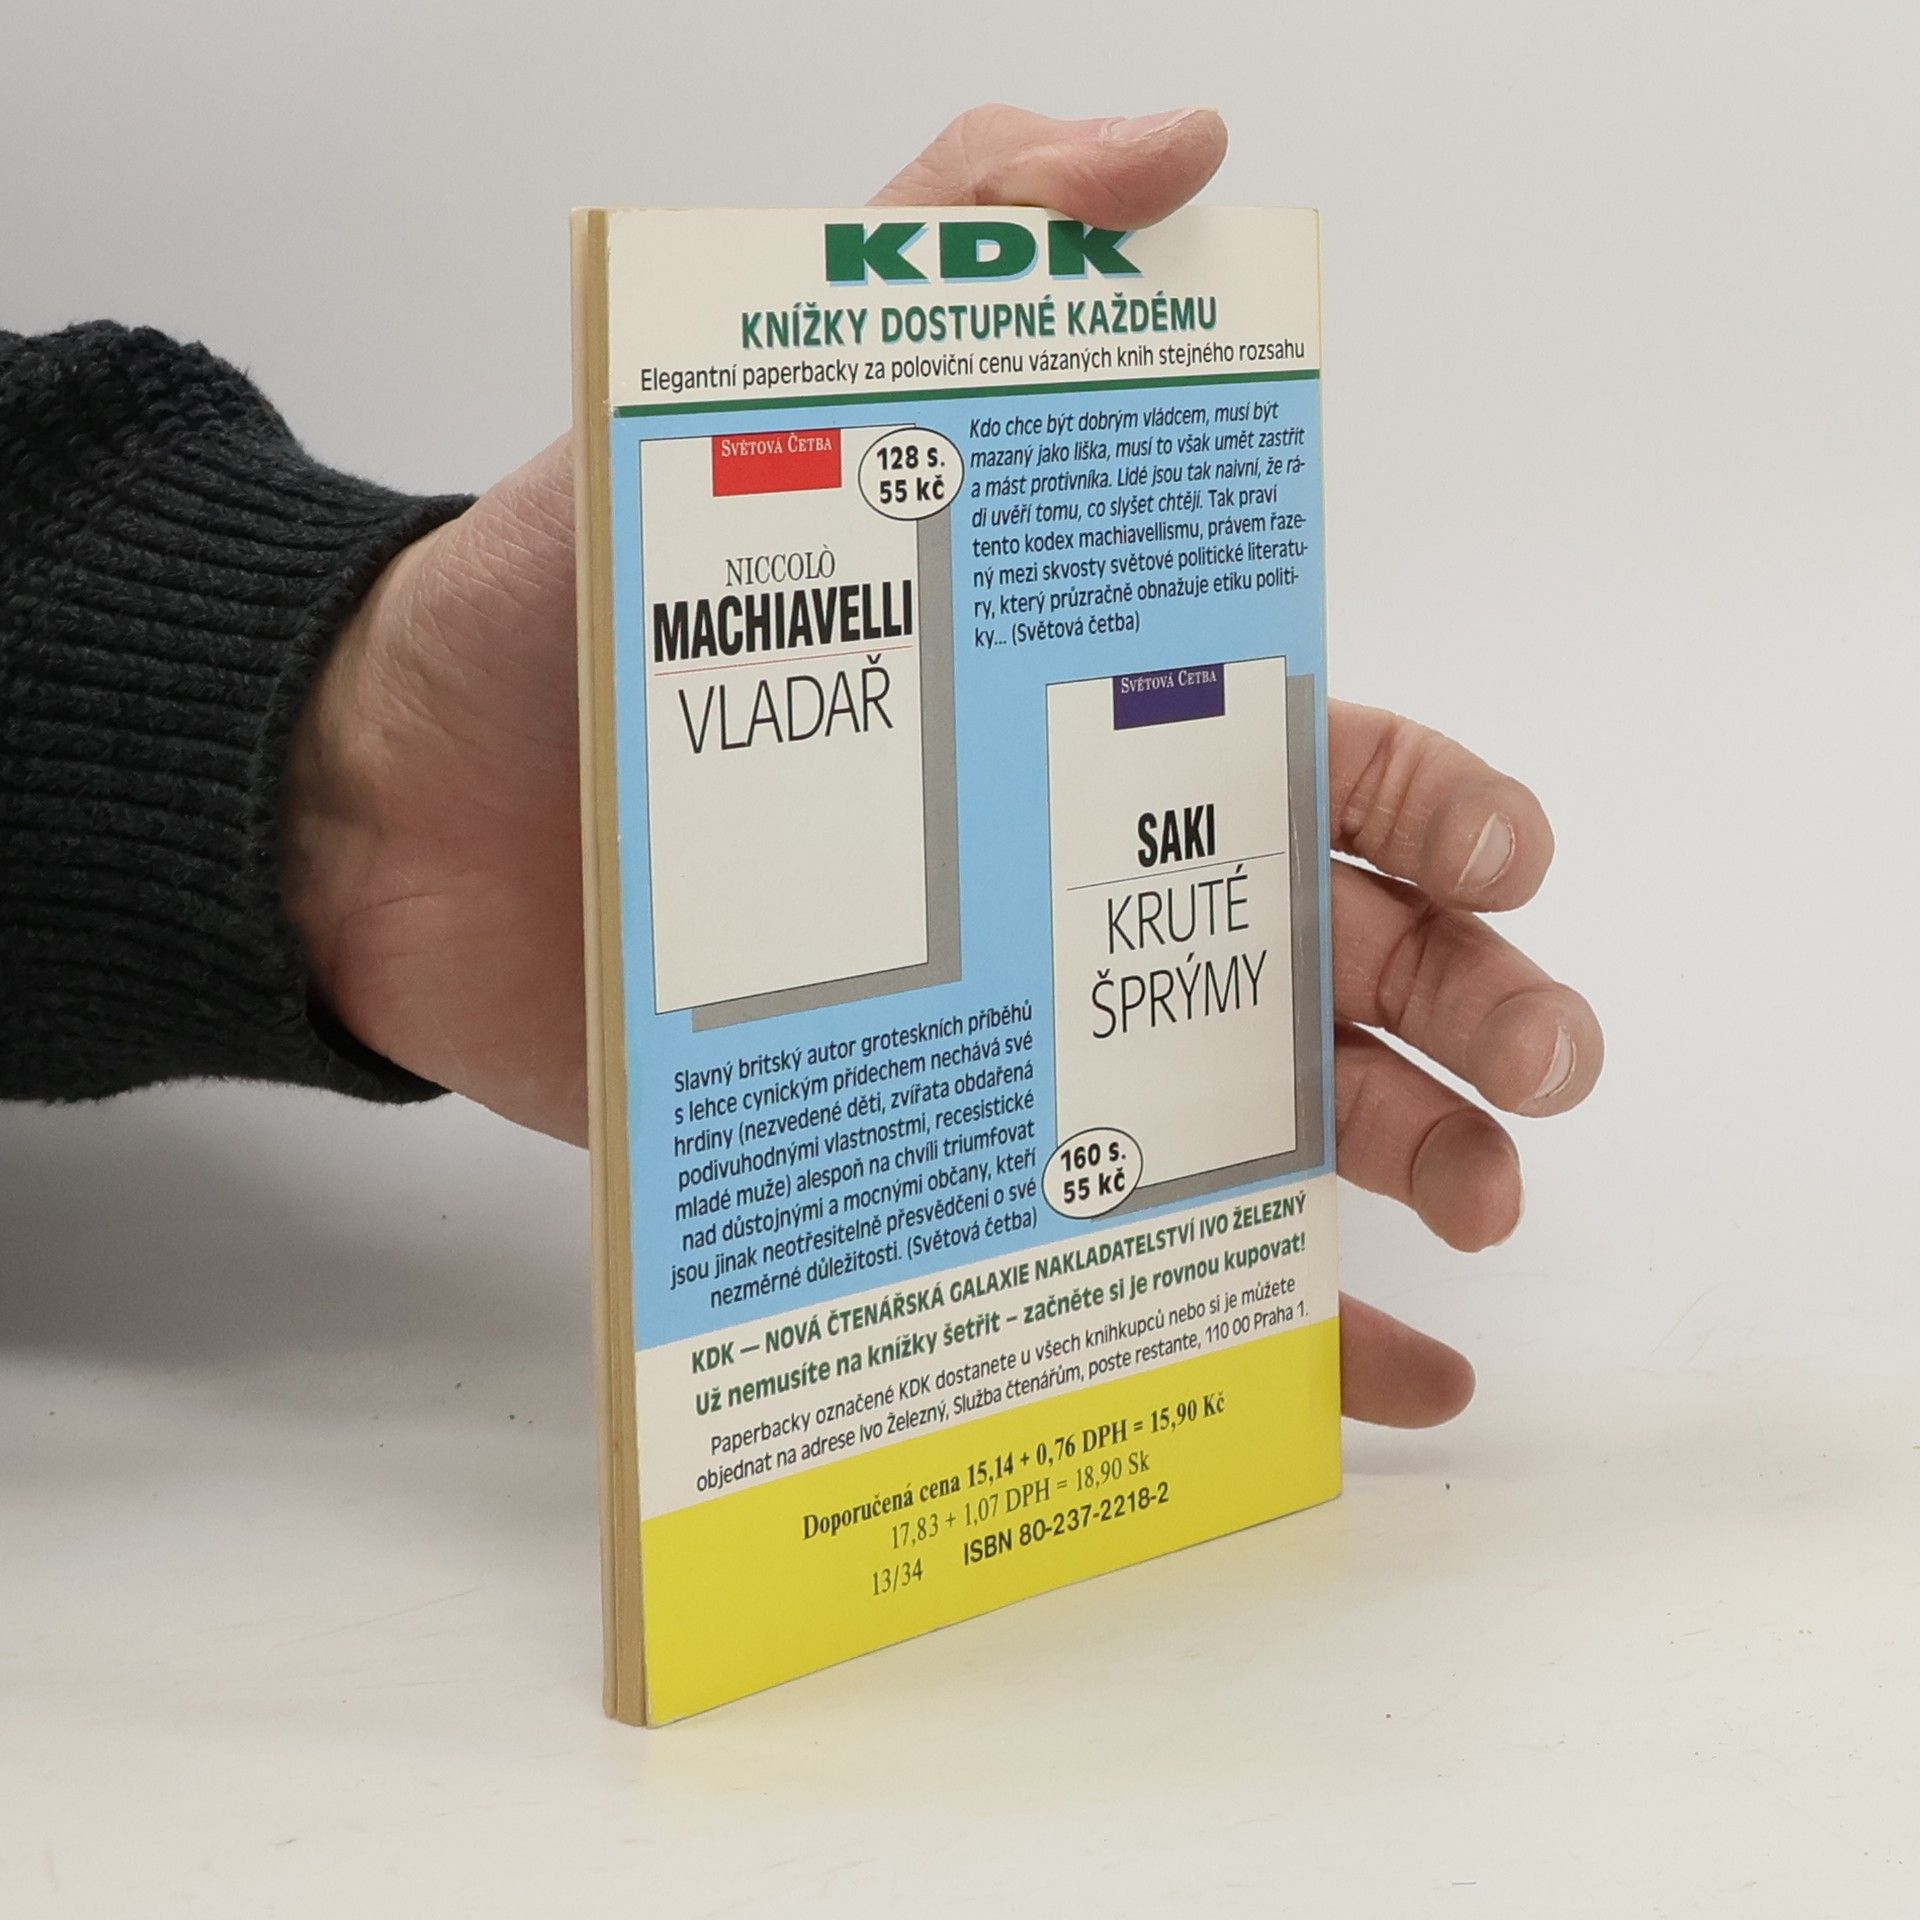 KDK
KNÍŽKY DOSTUPNÉ KAŽDÉMU
Elegantní paperbacky za poloviční cenu vázaných knih stejného rozsahu
SVĚTOVÁ ČETBA
128 s.
55 kč
NICCOLÒ
MACHIAVELLI
VLADAŘ
Kdo chce být dobrým vládcem, musí být
mazaný jako liška, musí to však umět zastřít
a mást protivníka. Lidé jsou tak naivní, že rá-
di uvěří tomu, co slyšet chtějí. Tak praví
tento kodex machiavellismu, právem řaze-
ný mezi skvosty světové politické literatu-
ry, který průzračně obnažuje etiku politi-
ky... (Světová četba)
SVĚTOVÁ ČETBA
SAKI
KRUTÉ
ŠPRÝMY
160 s.
55 kč
Slavný britský autor groteskních příběhů
s lehce cynickým přídechem nechává své
hrdiny (nezvedené děti, zvířata obdařená
podivuhodnými vlastnostmi, recesistické
mladé muže) alespoň na chvíli triumfovat
nad důstojnými a mocnými občany, kteří
jsou jinak neotřesitelně přesvědčeni o své
nezměrné důležitosti. (Světová četba)
KDK — NOVÁ ČTENÁŘSKÁ GALAXIE NAKLADATELSTVÍ IVO ŽELEZNÝ
Už nemusíte na knížky šetřit – začněte si je rovnou kupovat!
Paperbacky označené KDK dostanete u všech knihkupců nebo si je můžete
objednat na adrese Ivo Železný, Služba čtenářům, poste restante, 110 00 Praha 1.
Doporučená cena 15,14 + 0,76 DPH = 15,90 Kč
17,83 + 1,07 DPH = 18,90 Sk
13/34 ISBN 80-237-2218-2